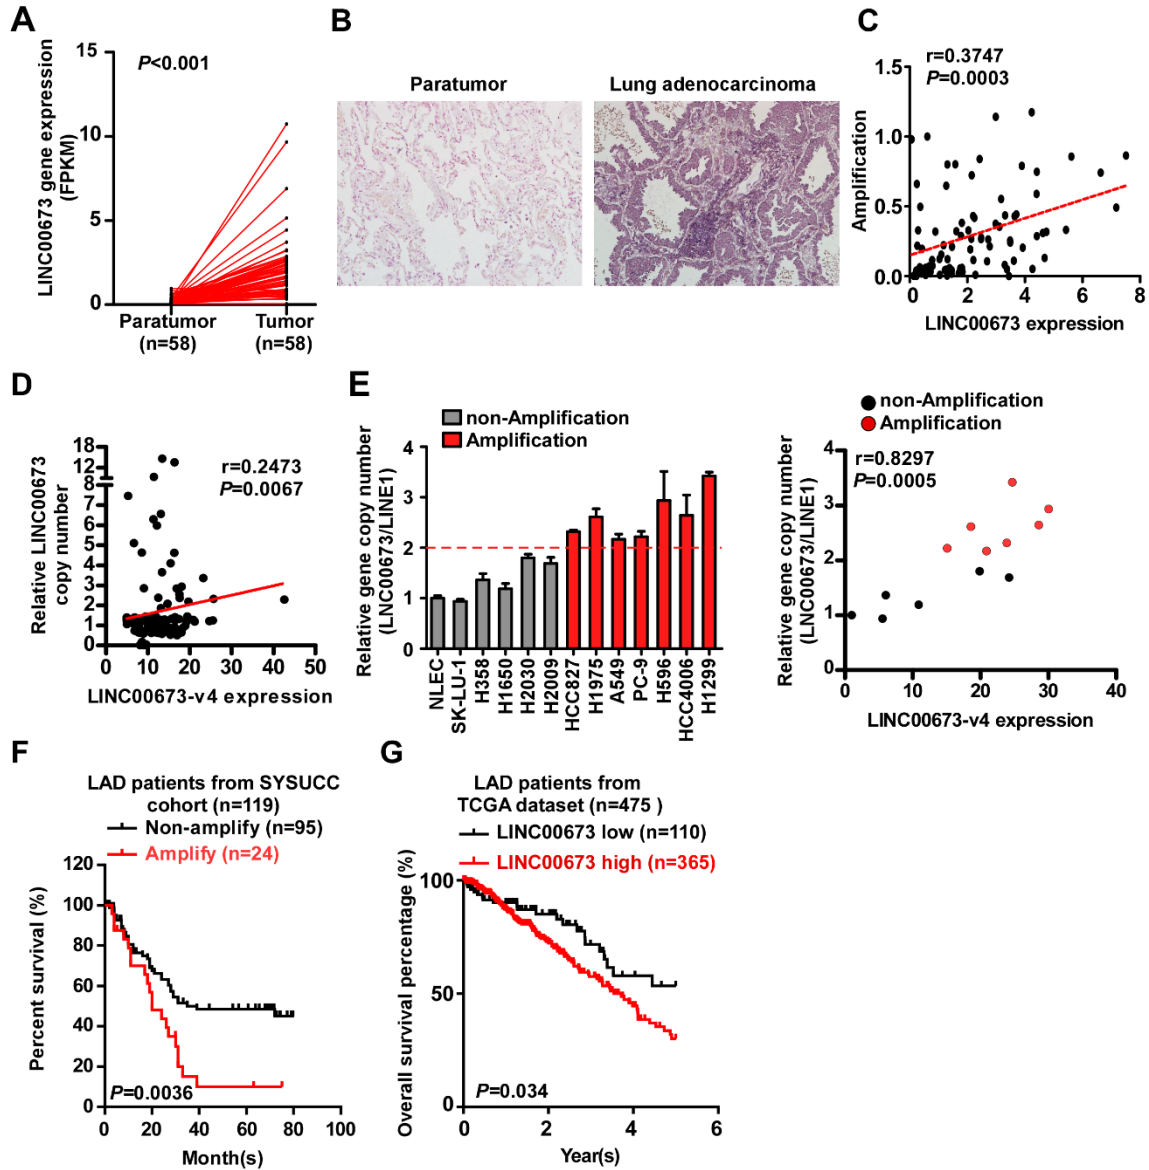 A
LINC00673 gene expression
(FPKM)
15
10
5
0
P<0.001
Paratumor
(n=58)
Tumor
(n=58)
B
Paratumor
Lung adenocarcinoma
C
r=0.3747
P=0.0003
Amplification
1.5
1.0
0.5
0.0
0 2 4 6 8
LINC00673 expression
D
Relative LINC00673
copy number
18
12
8
7
6
5
4
3
2
1
0
r=0.2473
P=0.0067
0 10 20 30 40 50
LINC00673-v4 expression
E
non-Amplification
Amplification
Relative gene copy number
(LNC00673/LINE1)
4
3
2
1
0
NLEC
SK-LU-1
H358
H1650
H2030
H2009
HCC827
H1975
A549
PC-9
H596
HCC4006
H1299
non-Amplification
Amplification
r=0.8297
P=0.0005
Relative gene copy number
(LNC00673/LINE1)
4
3
2
1
0
0 10 20 30 40
LINC00673-v4 expression
F
LAD patients from SYSUCC
cohort (n=119)
Non-amplify (n=95)
Amplify (n=24)
Percent survival (%)
120
100
80
60
40
20
0
P=0.0036
0 20 40 60 80 100
Month(s)
G
LAD patients from
TCGA dataset (n=475 )
LINC00673 low (n=110)
LINC00673 high (n=365)
Overall survival percentage (%)
100
50
0
P=0.034
0 2 4 6
Year(s)